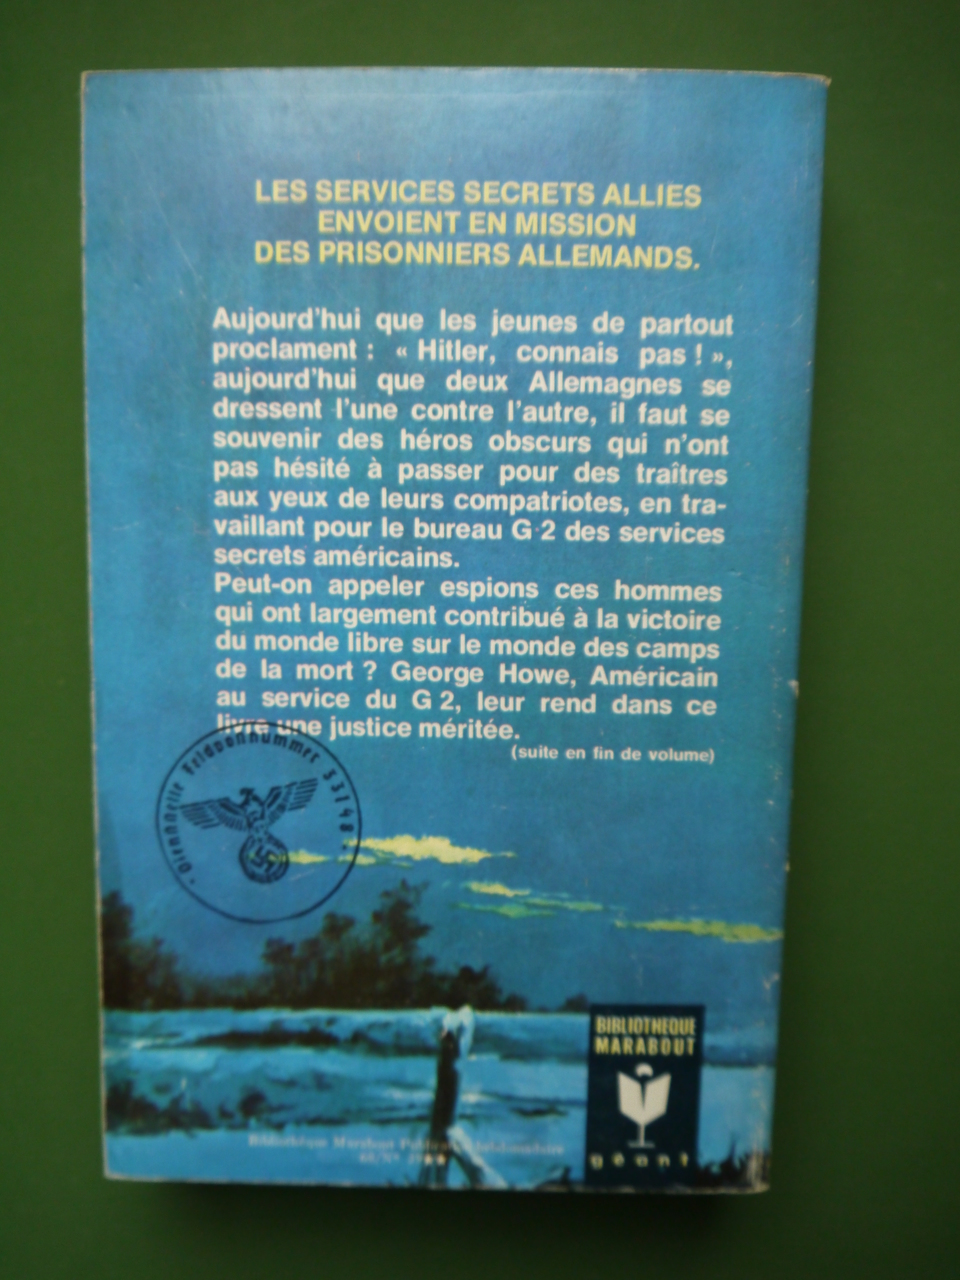 LES SERVICES SECRETS ALLIES
ENVOIENT EN MISSION
DES PRISONNIERS ALLEMANDS.
Aujourd'hui que les jeunes de partout
proclament : « Hitler, connais pas ! »,
aujourd'hui que deux Allemagnes se
dressent l'une contre l'autre, il faut se
souvenir des héros obscurs qui n'ont
pas hésité à passer pour des traîtres
aux yeux de leurs compatriotes, en tra-
vaillant pour le bureau G 2 des services
secrets américains.
Peut-on appeler espions ces hommes
qui ont largement contribué à la victoire
du monde libre sur le monde des camps
de la mort ? George Howe, Américain
au service du G 2, leur rend dans ce
livre une justice méritée.
(suite en fin de volume)
BIBLIOTHEQUE
MARABOUT
géant
Bibliothèque Marabout